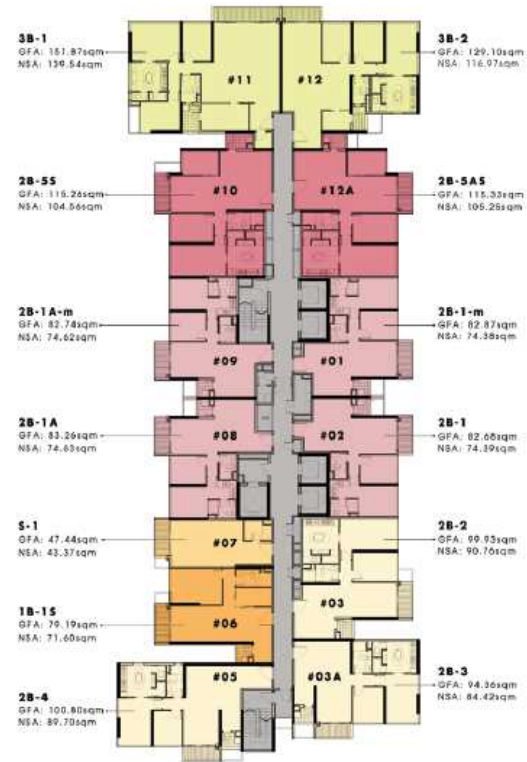 3B-1
GFA: 151.87sqm
NSA: 139.54sqm
3B-2
GFA: 129.10sqm
NSA: 116.97sqm
#11
#12
2B-5S
GFA: 115.26sqm
NSA: 104.56sqm
#10
#12A
2B-5AS
GFA: 115.33sqm
NSA: 105.25sqm
2B-1A-m
GFA: 82.74sqm
NSA: 74.62sqm
#09
#01
2B-1-m
GFA: 82.87sqm
NSA: 74.38sqm
2B-1A
GFA: 83.26sqm
NSA: 74.63sqm
#08
#02
2B-1
GFA: 82.68sqm
NSA: 74.39sqm
S-1
GFA: 47.44sqm
NSA: 43.37sqm
#07
2B-2
GFA: 99.93sqm
NSA: 90.76sqm
#03
1B-1S
GFA: 79.19sqm
NSA: 71.60sqm
#06
2B-4
GFA: 100.80sqm
NSA: 89.70sqm
#05
#03A
2B-3
GFA: 94.36sqm
NSA: 84.42sqm